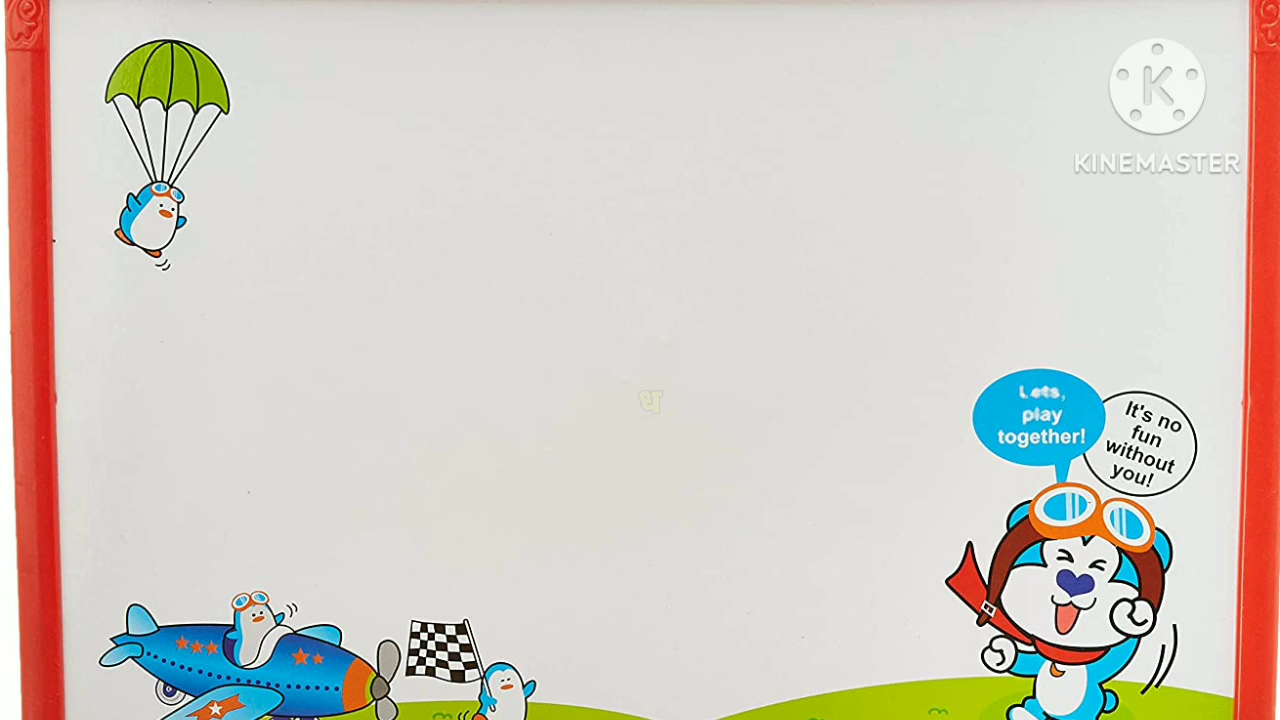 K
KINEMASTER
Lets,
play
together!
It's no
fun
without
you!